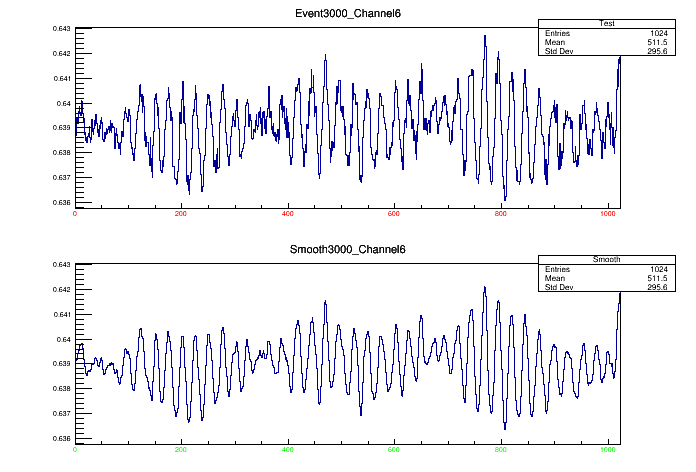 Event3000_Channel6
Test
Entries 1024
Mean 511.5
Std Dev 295.6
0.643
0.642
0.641
0.64
0.639
0.638
0.637
0.636
0 200 400 600 800 1000
Smooth3000_Channel6
Smooth
Entries 1024
Mean 511.5
Std Dev 295.6
0.643
0.642
0.641
0.64
0.639
0.638
0.637
0.636
0 200 400 600 800 1000